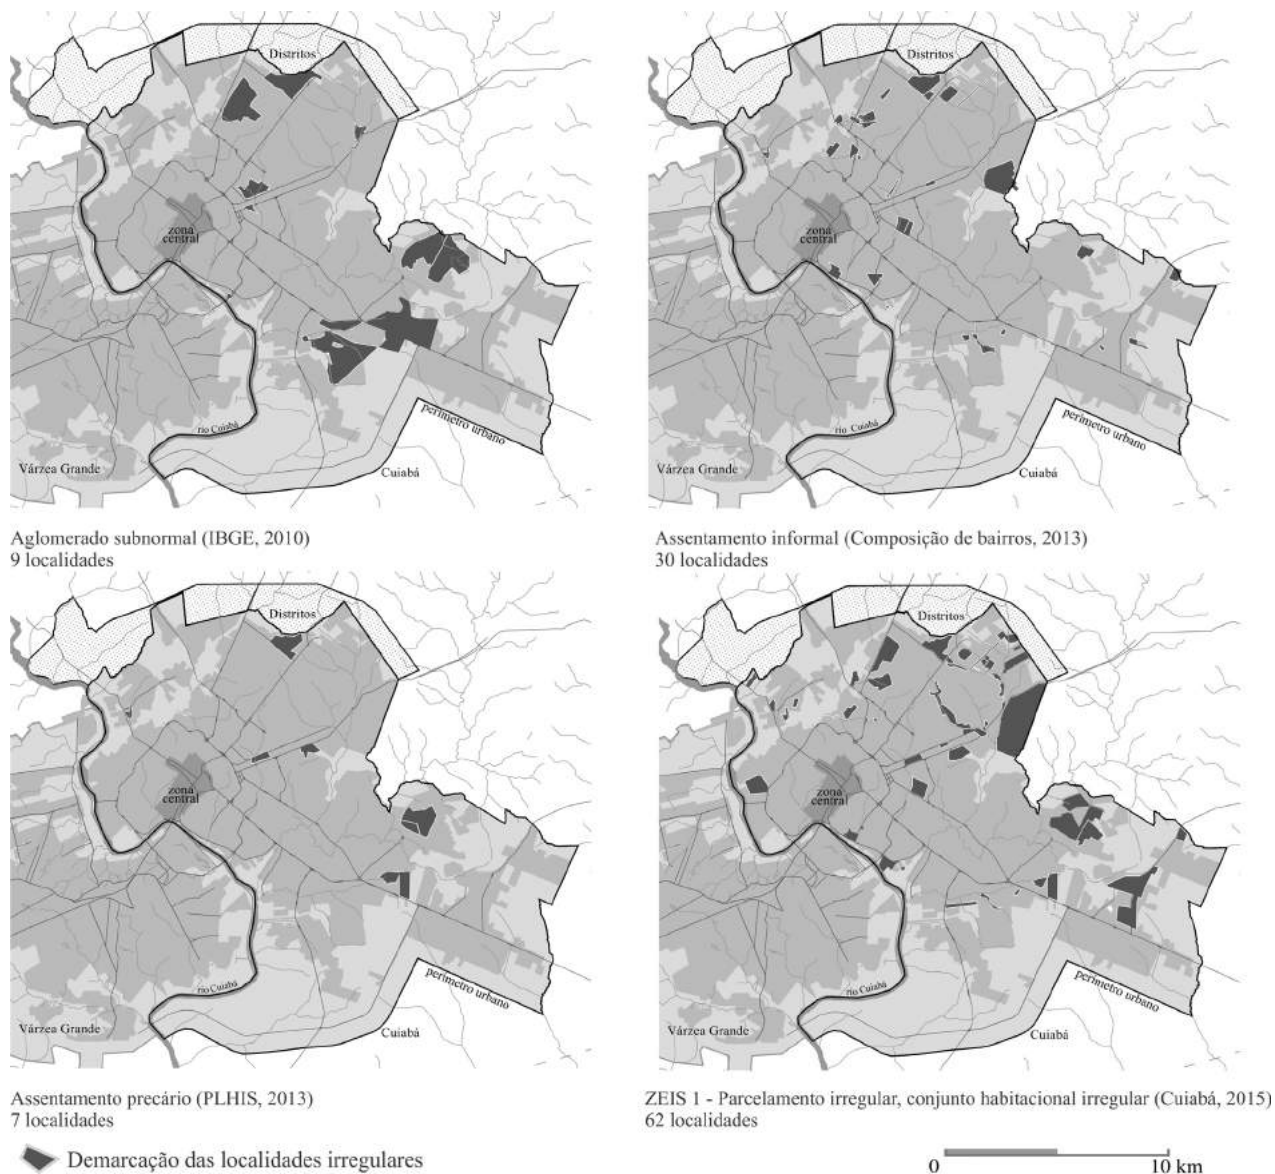 Distritos
zona
central
rio Cuiabá
perímetro urbano
Várzea Grande
Cuiabá
Aglomerado subnormal (IBGE, 2010)
9 localidades
Distritos
zona
central
rio Cuiabá
perímetro urbano
Várzea Grande
Cuiabá
Assentamento informal (Composição de bairros, 2013)
30 localidades
Distritos
zona
central
rio Cuiabá
perímetro urbano
Várzea Grande
Cuiabá
Assentamento precário (PLHIS, 2013)
7 localidades
Distritos
zona
central
rio Cuiabá
perímetro urbano
Várzea Grande
Cuiabá
ZEIS 1 - Parcelamento irregular, conjunto habitacional irregular (Cuiabá, 2015)
62 localidades
Demarcação das localidades irregulares
0 10 km